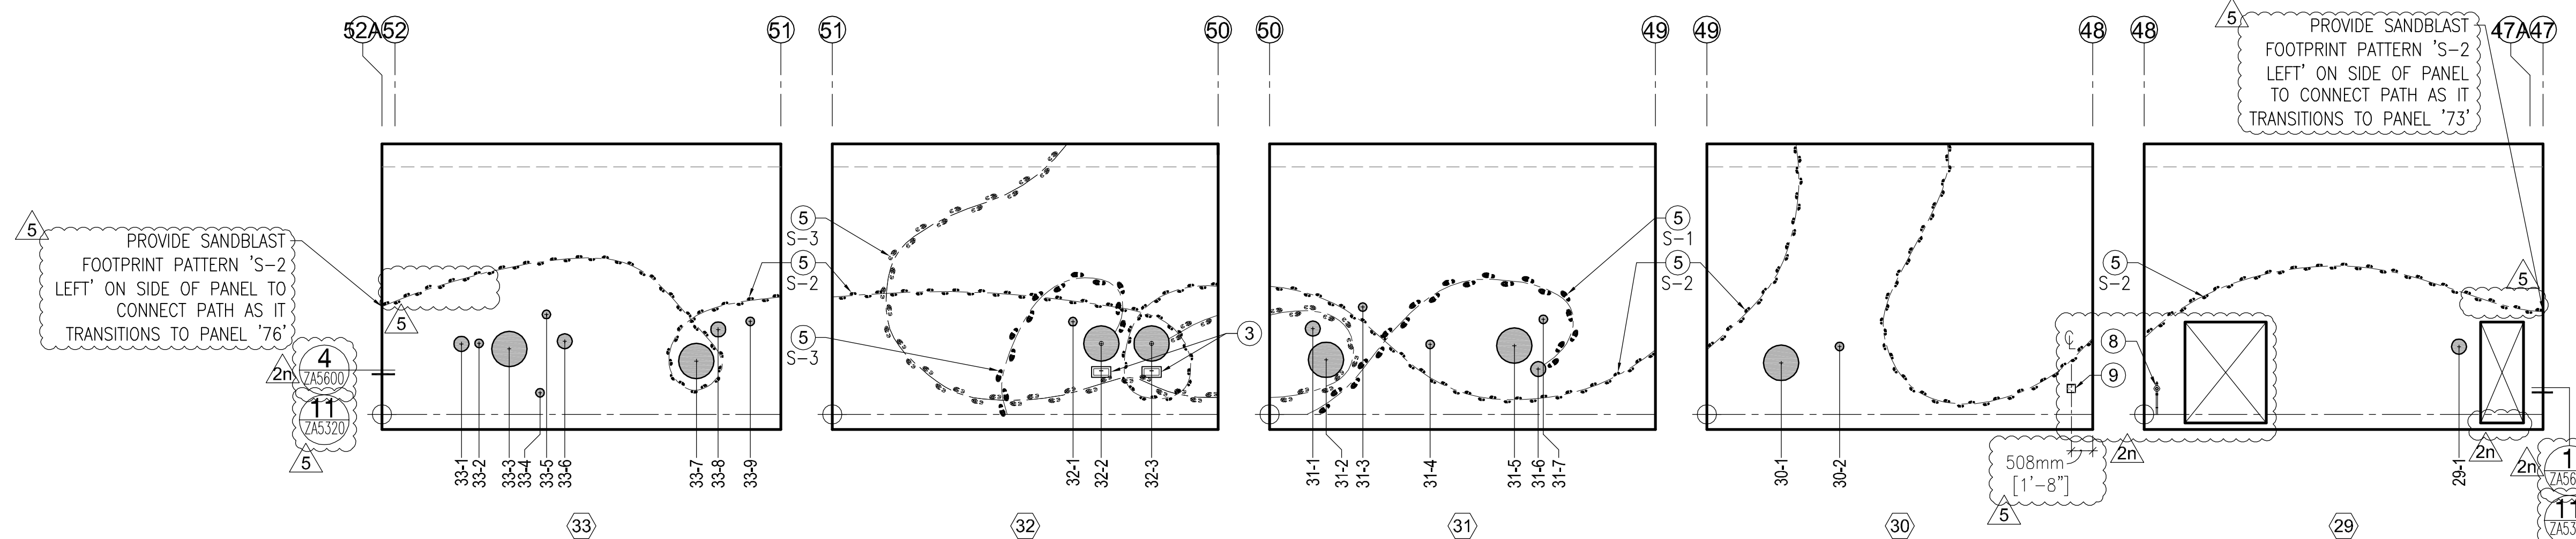 52A 52 51 51 50 50 49 49 48 48 47A 47
5
PROVIDE SANDBLAST
FOOTPRINT PATTERN 'S-2
LEFT' ON SIDE OF PANEL
TO CONNECT PATH AS IT
TRANSITIONS TO PANEL '73'
5
PROVIDE SANDBLAST
FOOTPRINT PATTERN 'S-2
LEFT' ON SIDE OF PANEL TO
CONNECT PATH AS IT
TRANSITIONS TO PANEL '76'
5
4
ZA5600
2n
11
ZA5320
5
5
S-3
5
S-2
5
S-3
3
5
S-1
5
S-2
5
S-2
5
8
9
℄
508mm
[1'-8"]
5
2n
2n
2n
1
11
33-1
33-2
33-3
33-4
33-5
33-6
33-7
33-8
33-9
32-1
32-2
32-3
31-1
31-2
31-3
31-4
31-5
31-6
31-7
30-1
30-2
29-1
33
32
31
30
29